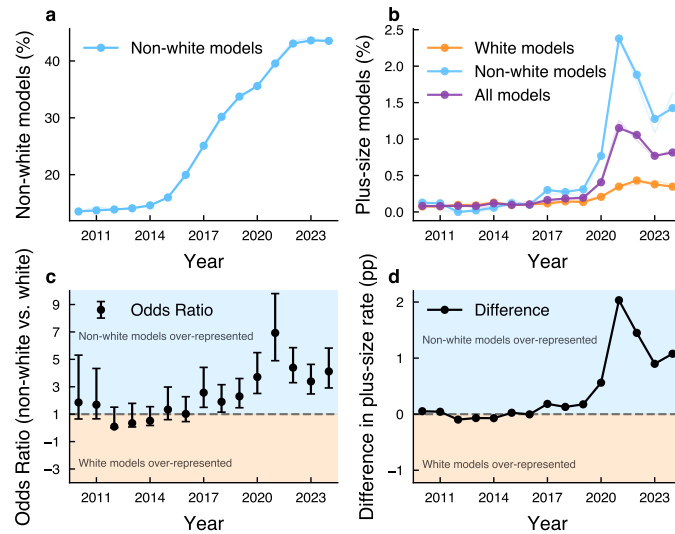 a
Non-white models (%)
40
30
20
Non-white models
2011 2014 2017 2020 2023
Year
b
Plus-size models (%)
2.5
2.0
1.5
1.0
0.5
0.0
White models
Non-white models
All models
2011 2014 2017 2020 2023
Year
c
Odds Ratio (non-white vs. white)
9
7
5
3
1
−1
−3
Odds Ratio
Non-white models over-represented
White models over-represented
2011 2014 2017 2020 2023
Year
d
Difference in plus-size rate (pp)
2
1
0
−1
Difference
Non-white models over-represented
White models over-represented
2011 2014 2017 2020 2023
Year